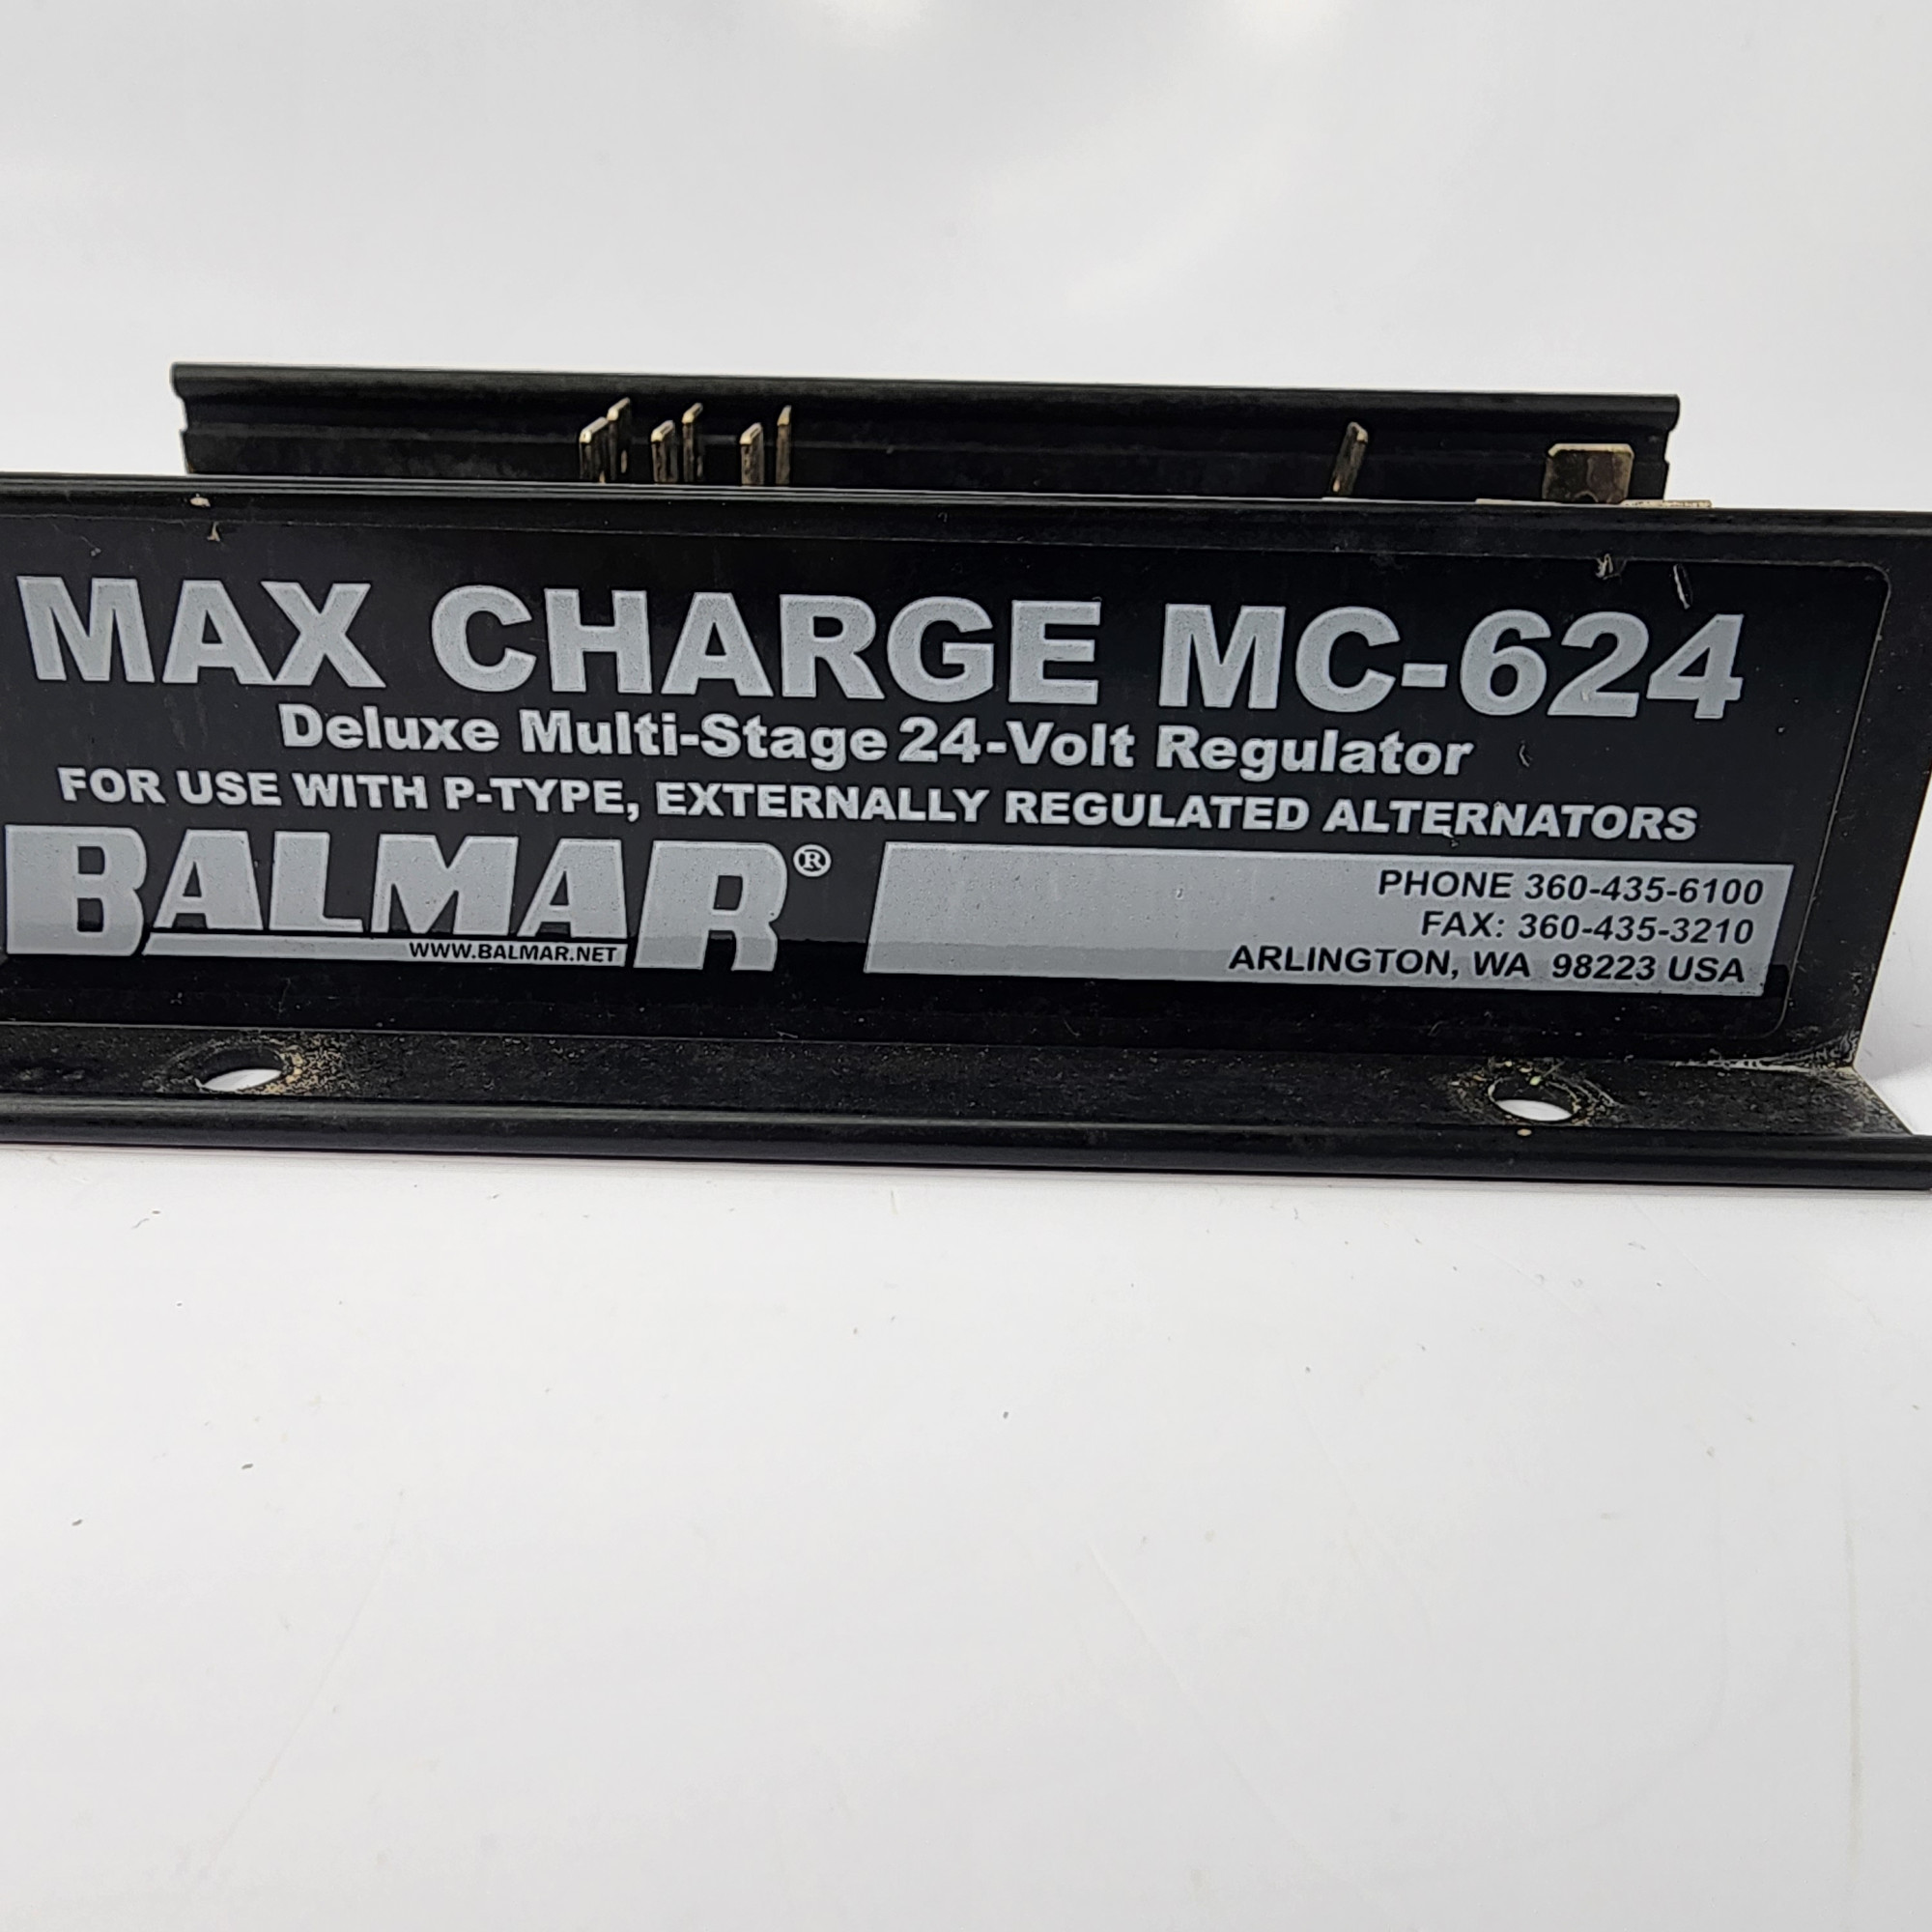 MAX CHARGE MC-624
Deluxe Multi-Stage 24-Volt Regulator
FOR USE WITH P-TYPE, EXTERNALLY REGULATED ALTERNATORS
BALMAR®
WWW.BALMAR.NET
PHONE 360-435-6100
FAX: 360-435-3210
ARLINGTON, WA 98223 USA